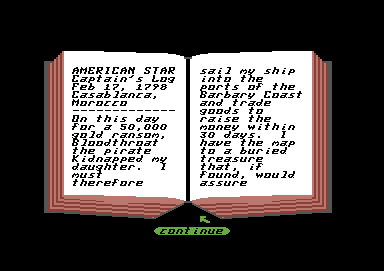 AMERICAN STAR
Captain's Log
Feb 17, 1798
Casablanca,
Morocco
--------------
On this day
for a 50,000
gold ransom,
Bloodthroat
the pirate
Kidnapped my
daughter. I
must
therefore
sail my ship
into the
ports of the
Barbary Coast
and trade
goods to
raise the
money within
30 days. I
have the map
to a buried
treasure
that, if
found, would
assure
continue